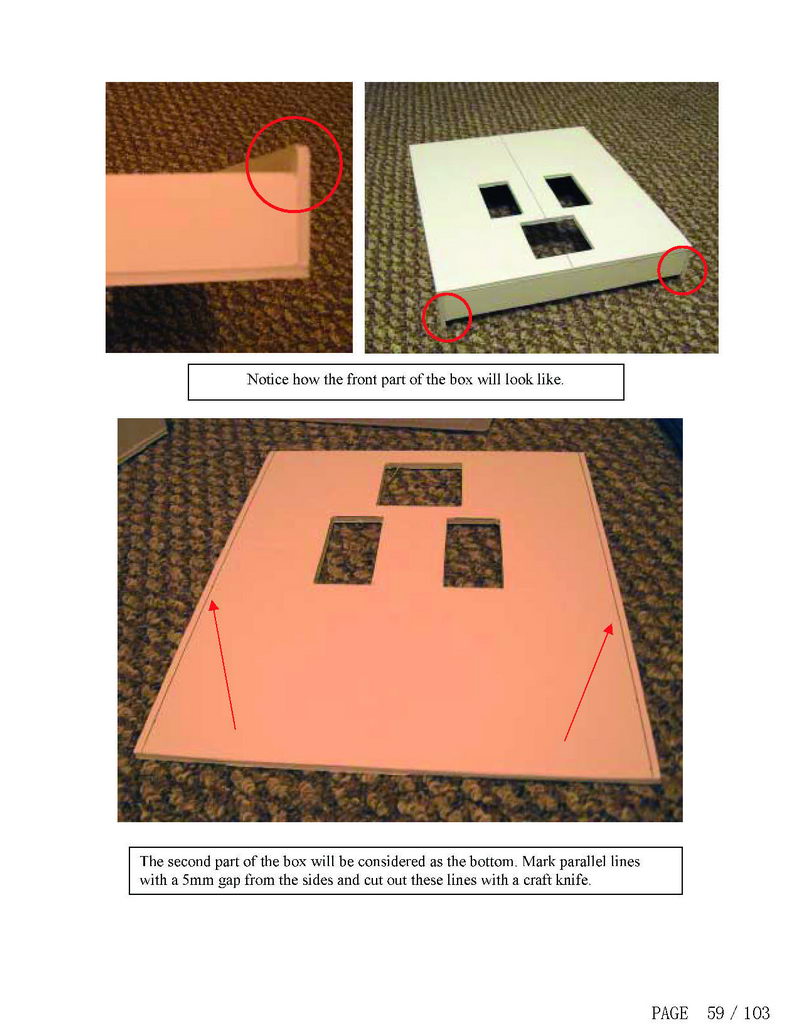 Notice how the front part of the box will look like.
The second part of the box will be considered as the bottom. Mark parallel lines
with a 5mm gap from the sides and cut out these lines with a craft knife.
PAGE 59 / 103